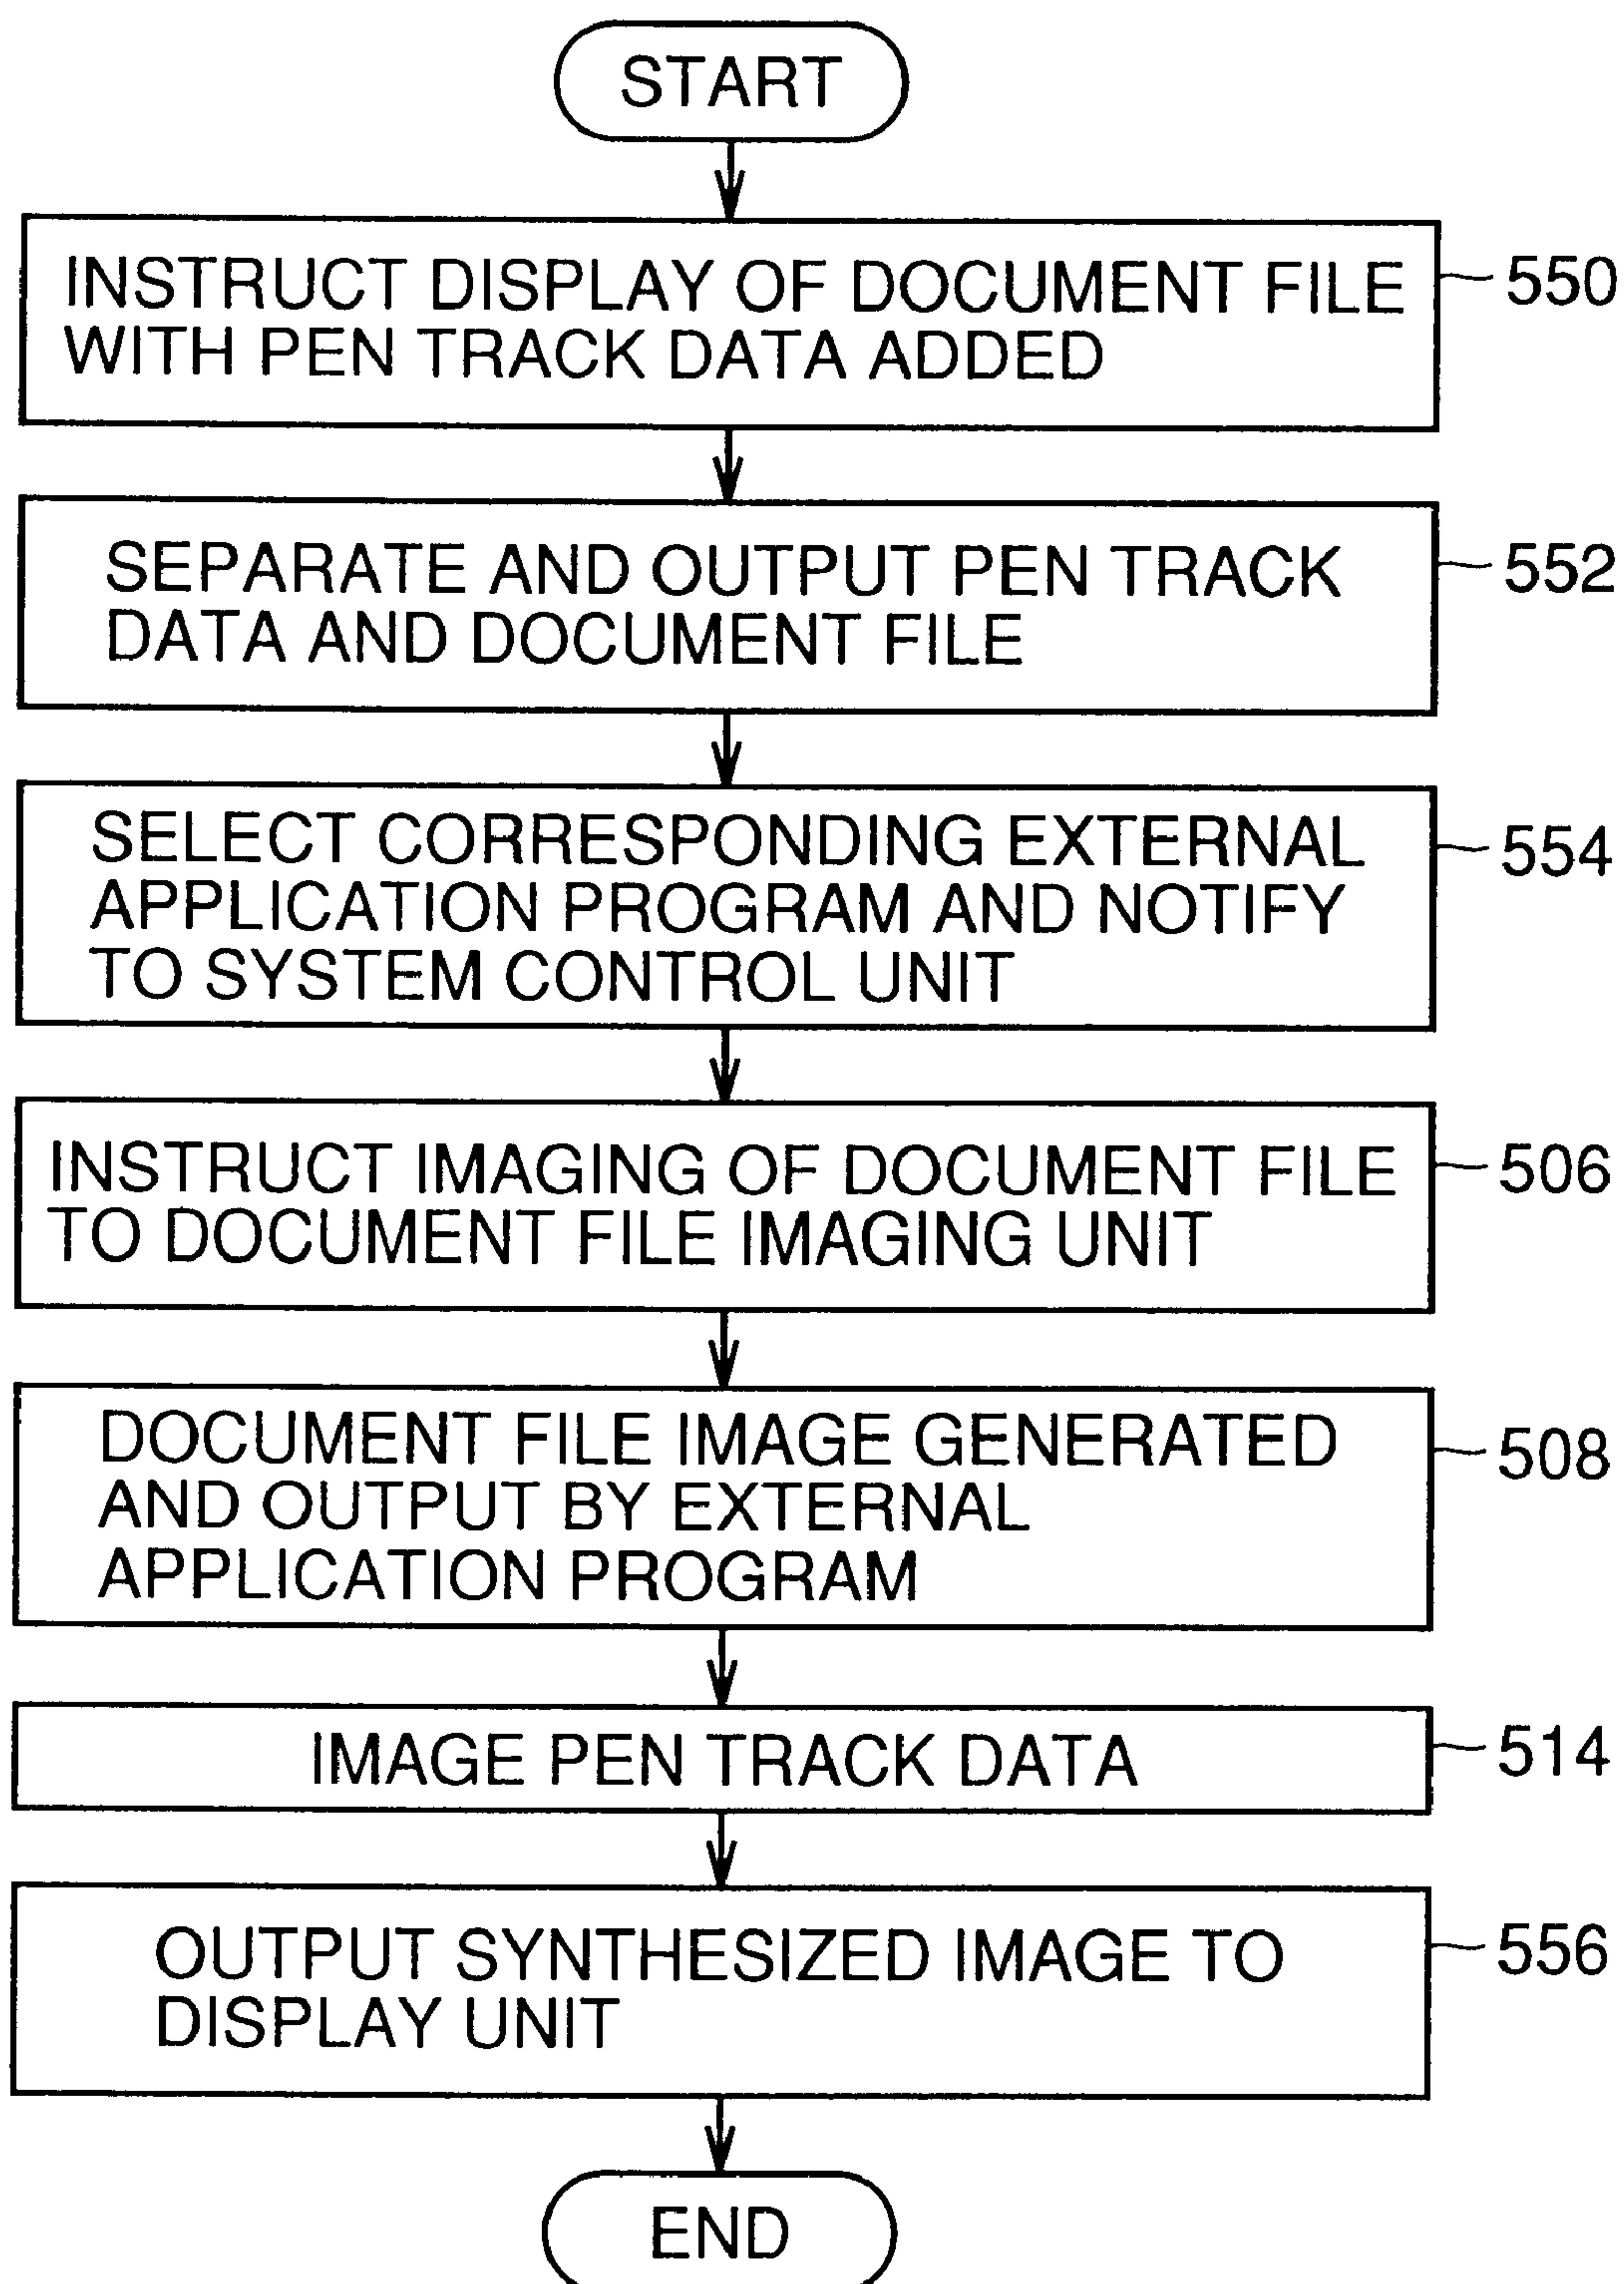 START
INSTRUCT DISPLAY OF DOCUMENT FILE
WITH PEN TRACK DATA ADDED
550
SEPARATE AND OUTPUT PEN TRACK
DATA AND DOCUMENT FILE
552
SELECT CORRESPONDING EXTERNAL
APPLICATION PROGRAM AND NOTIFY
TO SYSTEM CONTROL UNIT
554
INSTRUCT IMAGING OF DOCUMENT FILE
TO DOCUMENT FILE IMAGING UNIT
506
DOCUMENT FILE IMAGE GENERATED
AND OUTPUT BY EXTERNAL
APPLICATION PROGRAM
508
IMAGE PEN TRACK DATA
514
OUTPUT SYNTHESIZED IMAGE TO
DISPLAY UNIT
556
END